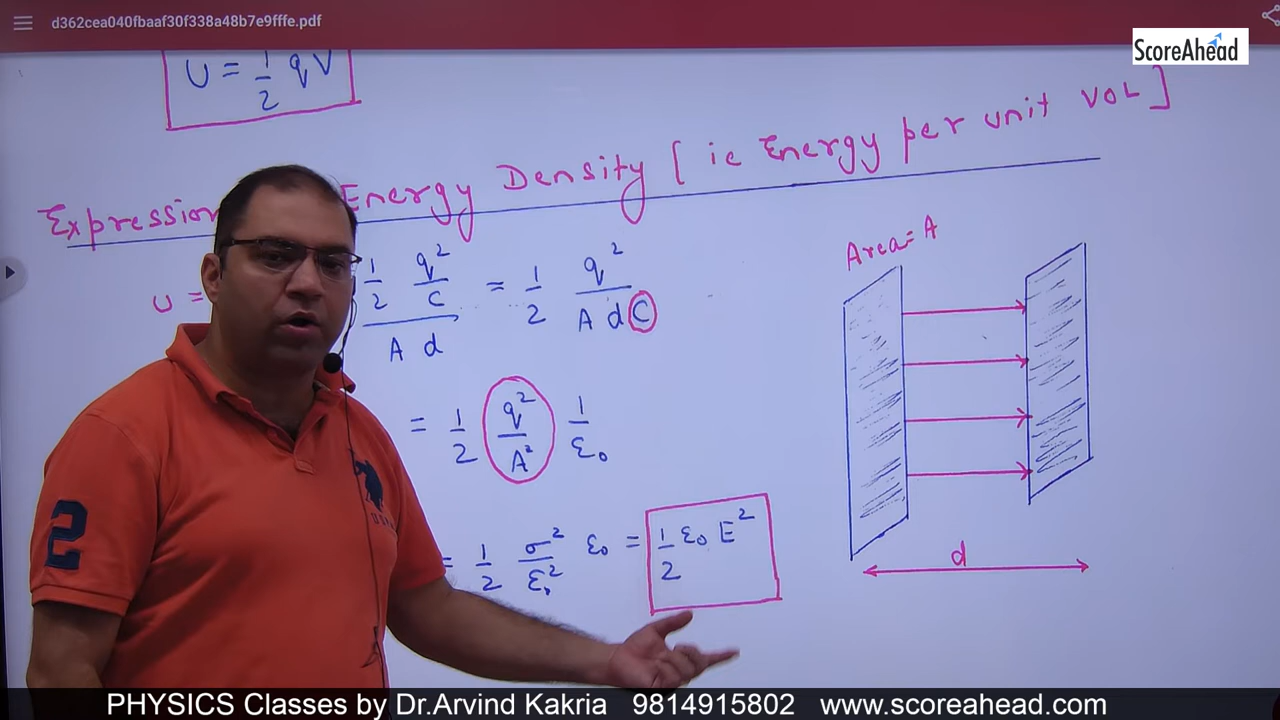 d362cea040fbaaf30f338a48b7e9fffe.pdf
ScoreAhead
U = 1/2 qV
Expression Energy Density [ ie Energy per unit VOL ]
Area = A
U = 1/2 q²/C / A d = 1/2 q²/A d C
= 1/2 q²/A² 1/ε₀
= 1/2 σ²/ε₀² ε₀ = 1/2 ε₀ E²
d
2
PHYSICS Classes by Dr.Arvind Kakria 9814915802 www.scoreahead.com